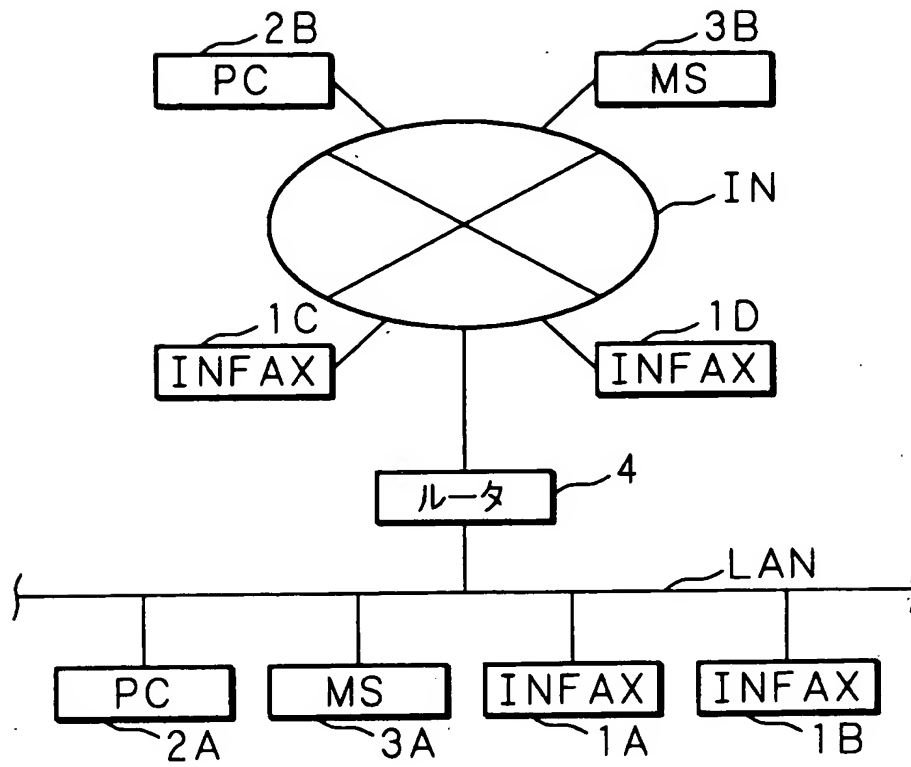 2B
3B
PC
MS
IN
1C
1D
INFAX
INFAX
4
ルータ
LAN
PC
MS
INFAX
INFAX
2A
3A
1A
1B